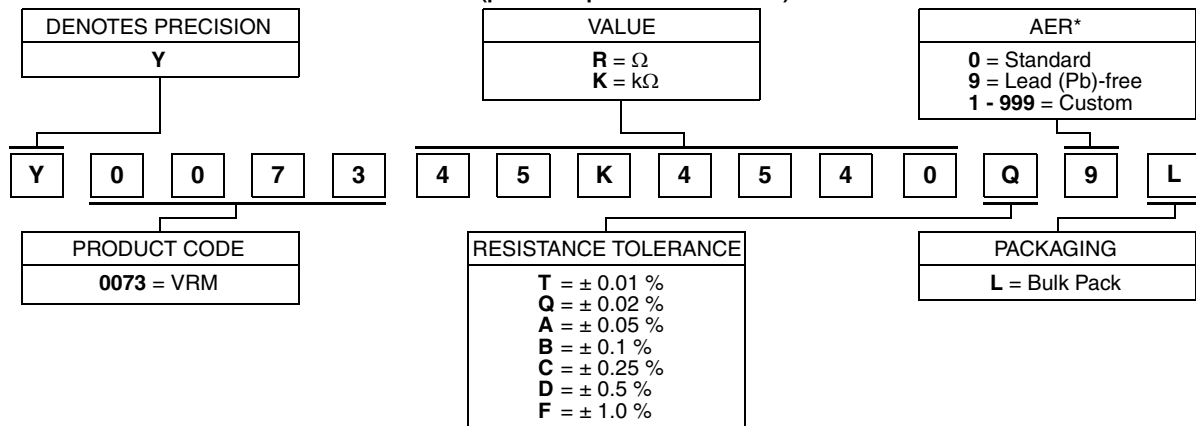 DENOTES PRECISION
Y
VALUE
R = Ω
K = kΩ
AER*
0 = Standard
9 = Lead (Pb)-free
1 - 999 = Custom
Y 0 0 7 3 4 5 K 4 5 4 0 Q 9 L
PRODUCT CODE
0073 = VRM
RESISTANCE TOLERANCE
T = ± 0.01 %
Q = ± 0.02 %
A = ± 0.05 %
B = ± 0.1 %
C = ± 0.25 %
D = ± 0.5 %
F = ± 1.0 %
PACKAGING
L = Bulk Pack